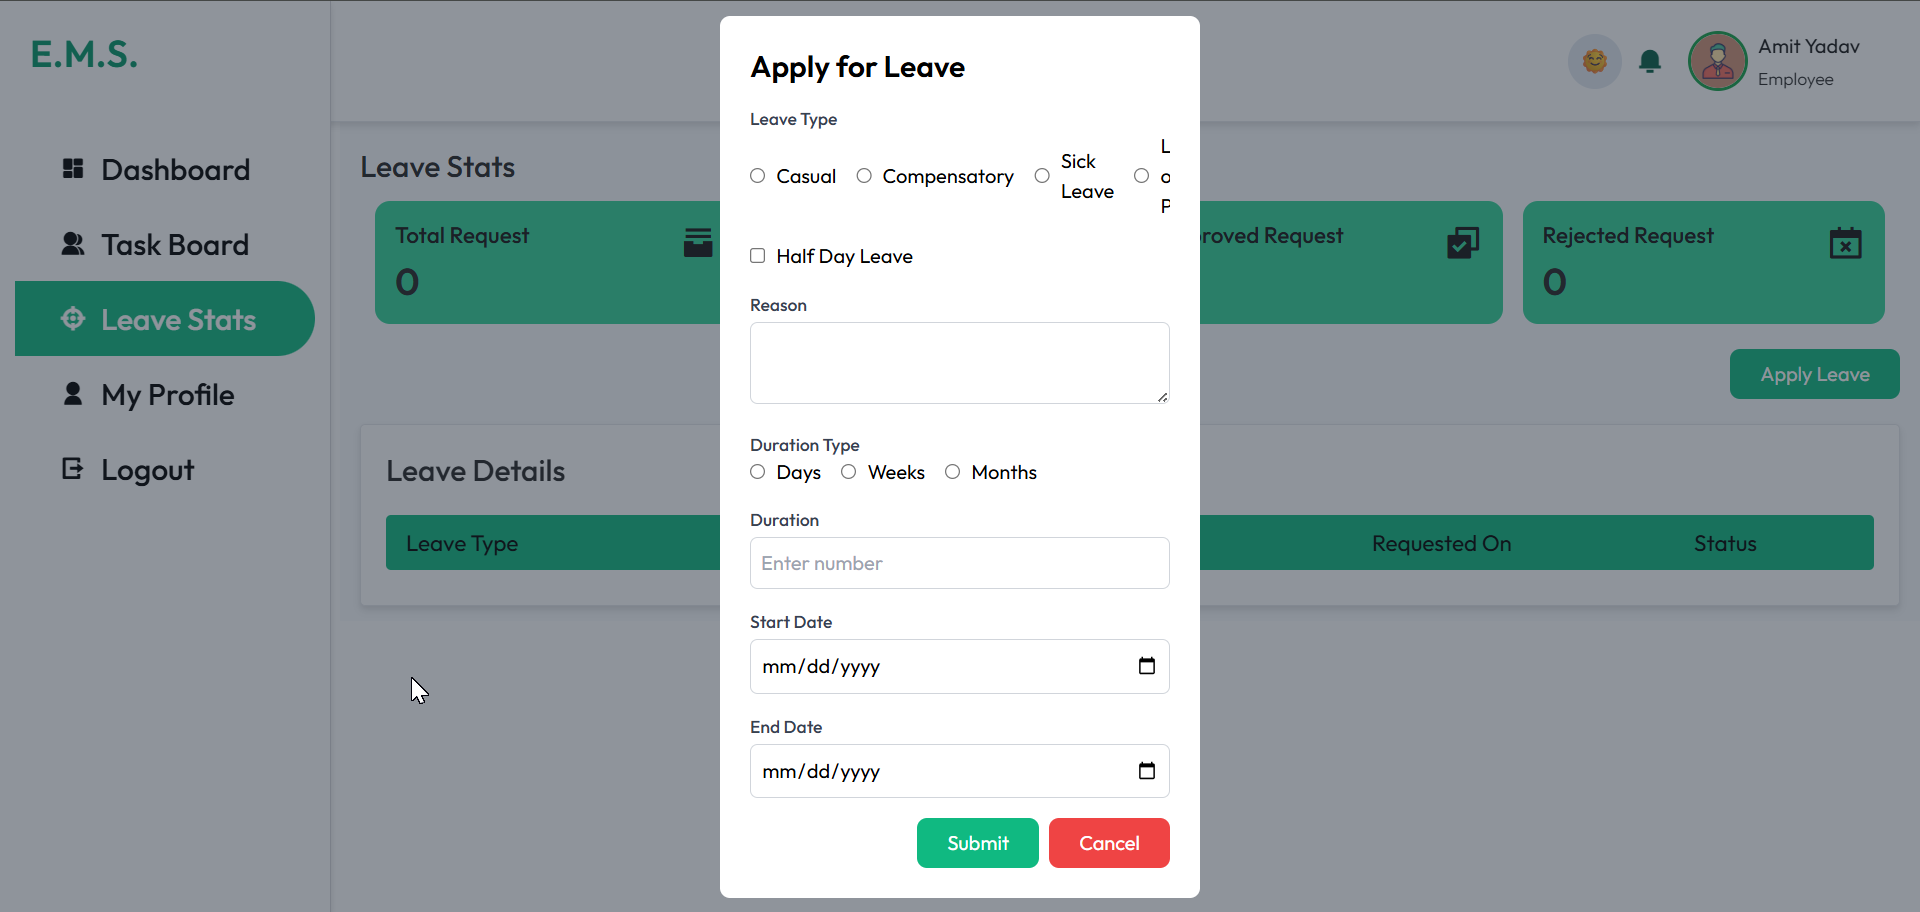 E.M.S.
Dashboard
Task Board
Leave Stats
My Profile
Logout
Amit Yadav
Employee
Leave Stats
Total Request
0
roved Request
Rejected Request
0
Apply Leave
Leave Details
Leave Type
Requested On
Status
Apply for Leave
Leave Type
Casual
Compensatory
Sick
Leave
L
o
P
Half Day Leave
Reason
Duration Type
Days
Weeks
Months
Duration
Enter number
Start Date
mm/dd/yyyy
End Date
mm/dd/yyyy
Submit
Cancel